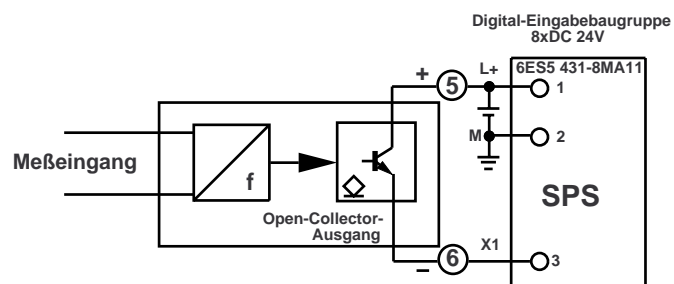 Digital-Eingabebaugruppe
8xDC 24V
6ES5 431-8MA11
+
5
L+
1
M
2
Meßeingang
f
SPS
Open-Collector-
Ausgang
–
6
X1
3